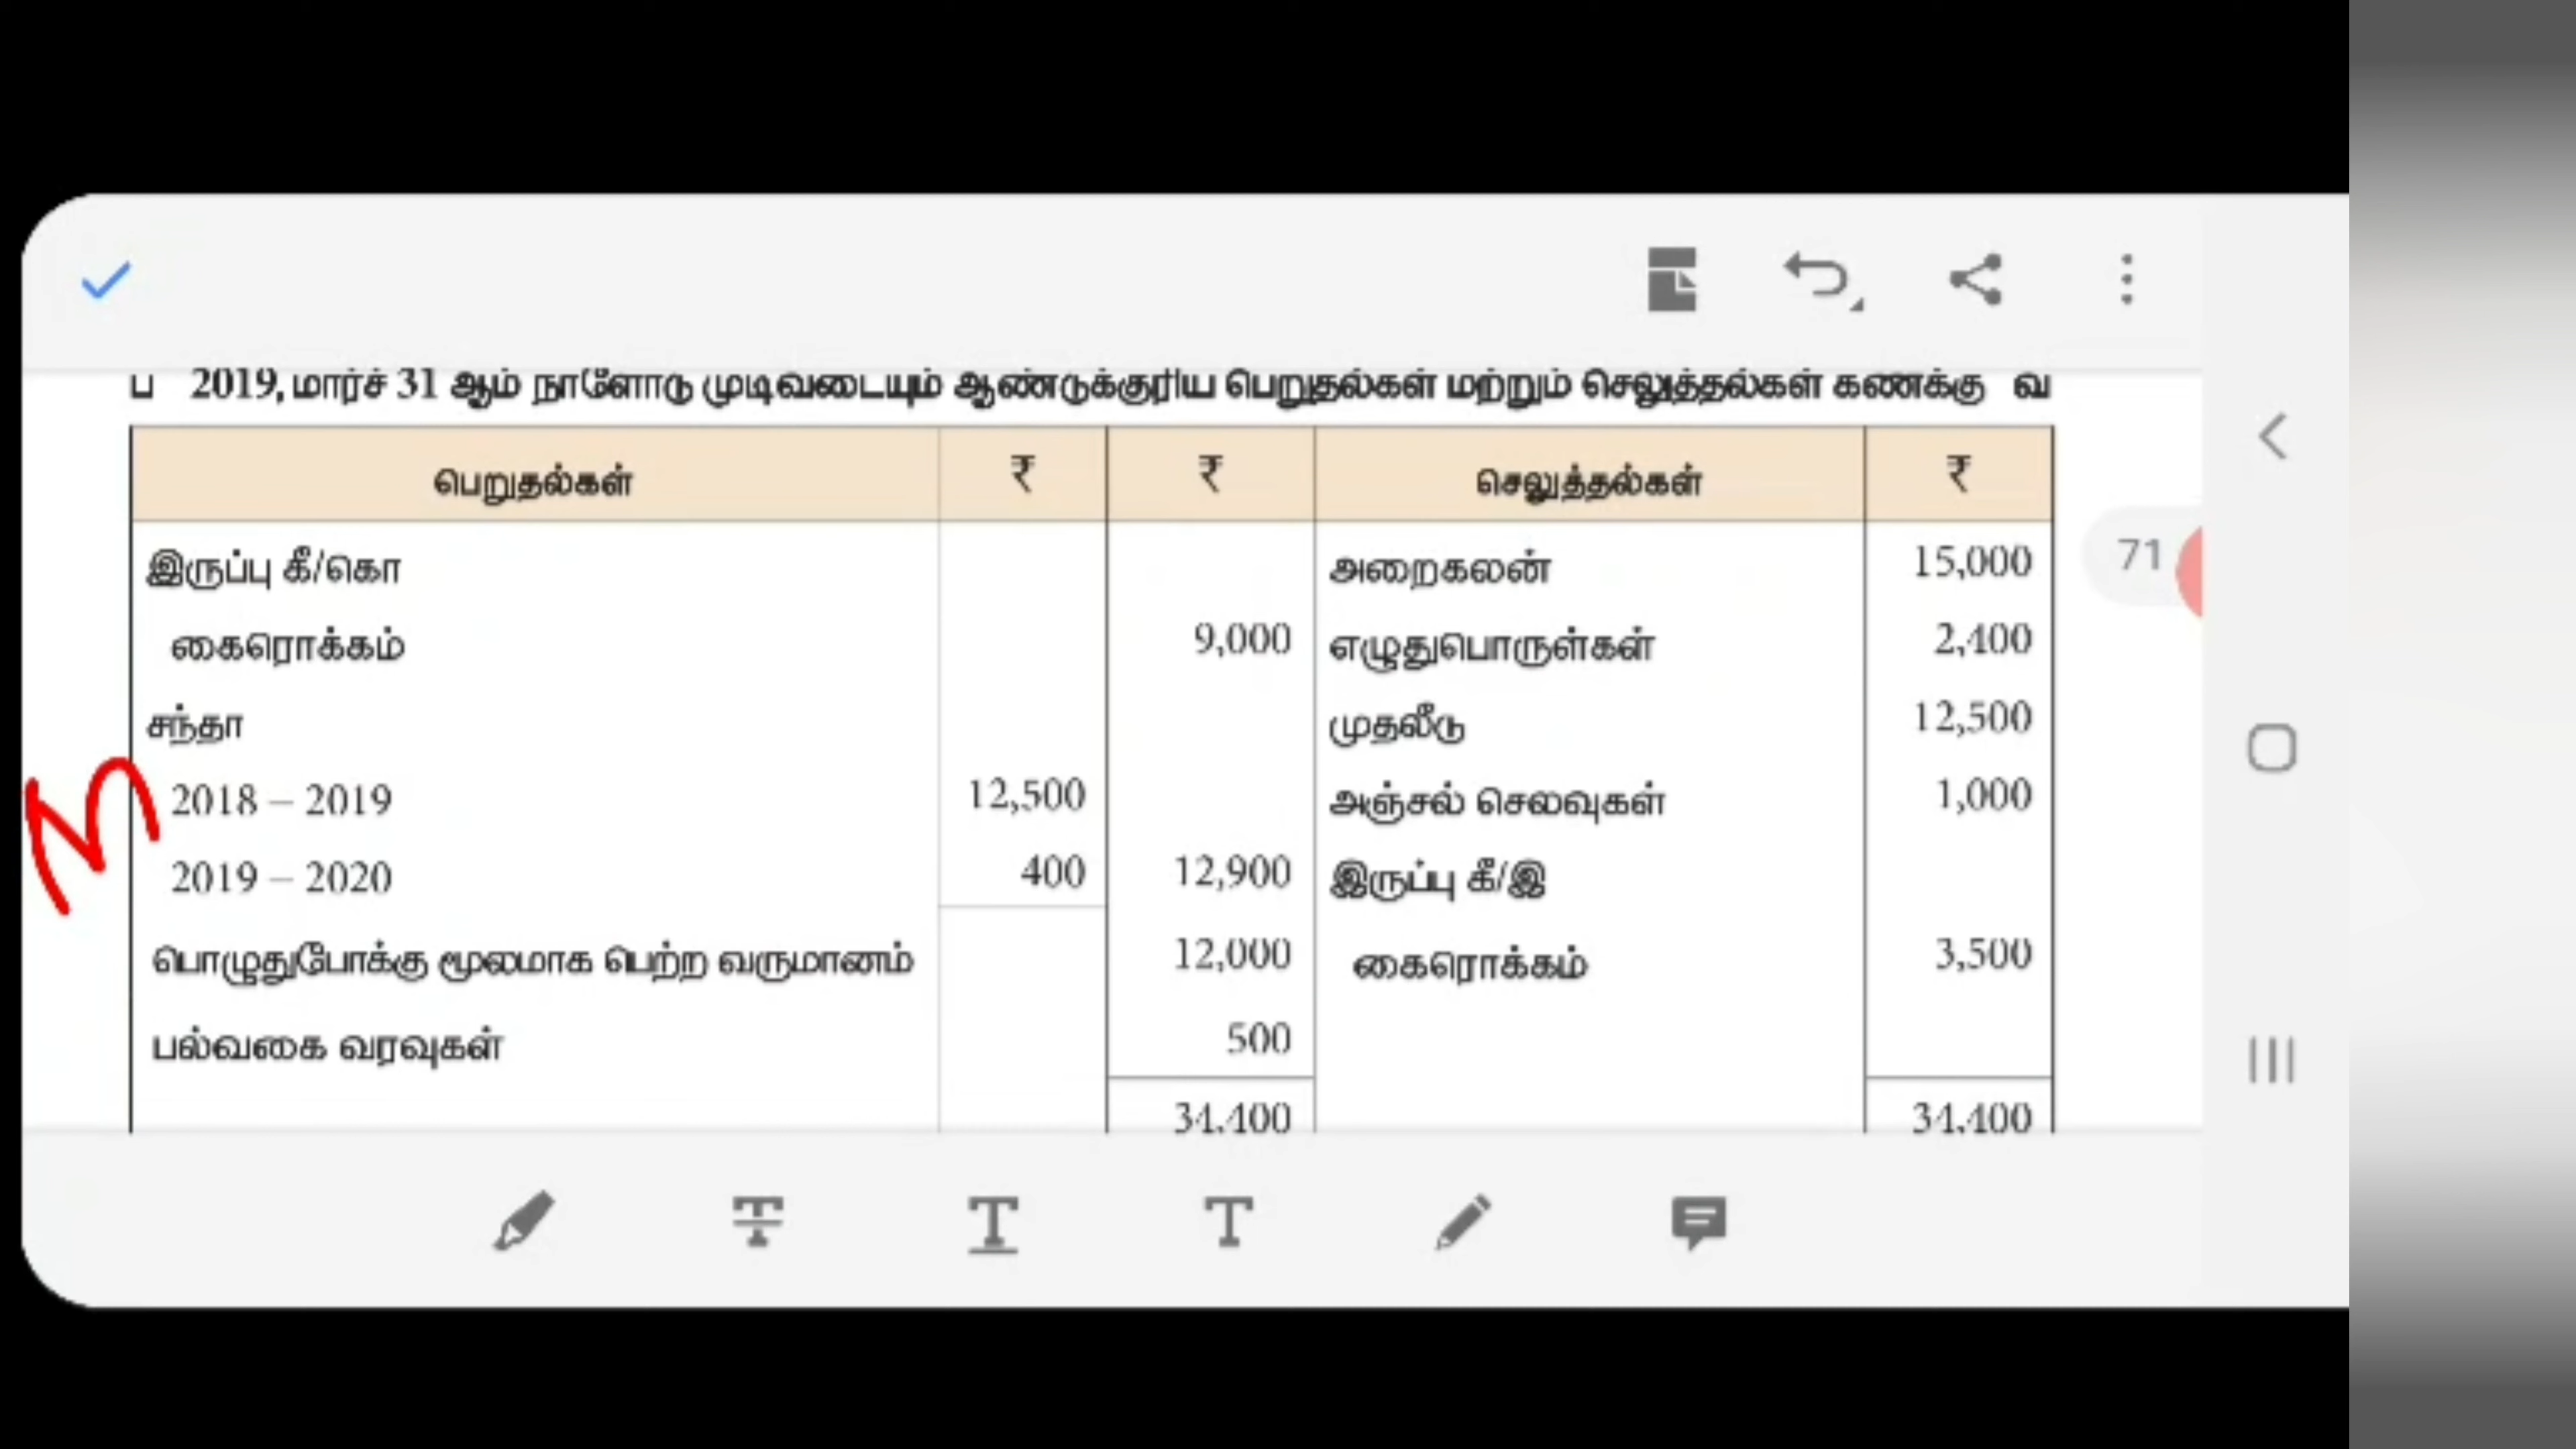 ப 2019, மார்ச் 31 ஆம் நாளோடு முடிவடையும் ஆண்டுக்குரிய பெறுதல்கள் மற்றும் செலுத்தல்கள் கணக்கு வ
பெறுதல்கள் ₹ ₹ செலுத்தல்கள் ₹
இருப்பு கீ/கொ அறைகலன் 15,000
கைரொக்கம் 9,000 எழுதுபொருள்கள் 2,400
சந்தா முதலீடு 12,500
2018 – 2019 12,500 அஞ்சல் செலவுகள் 1,000
2019 – 2020 400 12,900 இருப்பு கீ/இ
பொழுதுபோக்கு மூலமாக பெற்ற வருமானம் 12,000 கைரொக்கம் 3,500
பல்வகை வரவுகள் 500
34,400 34,400
71